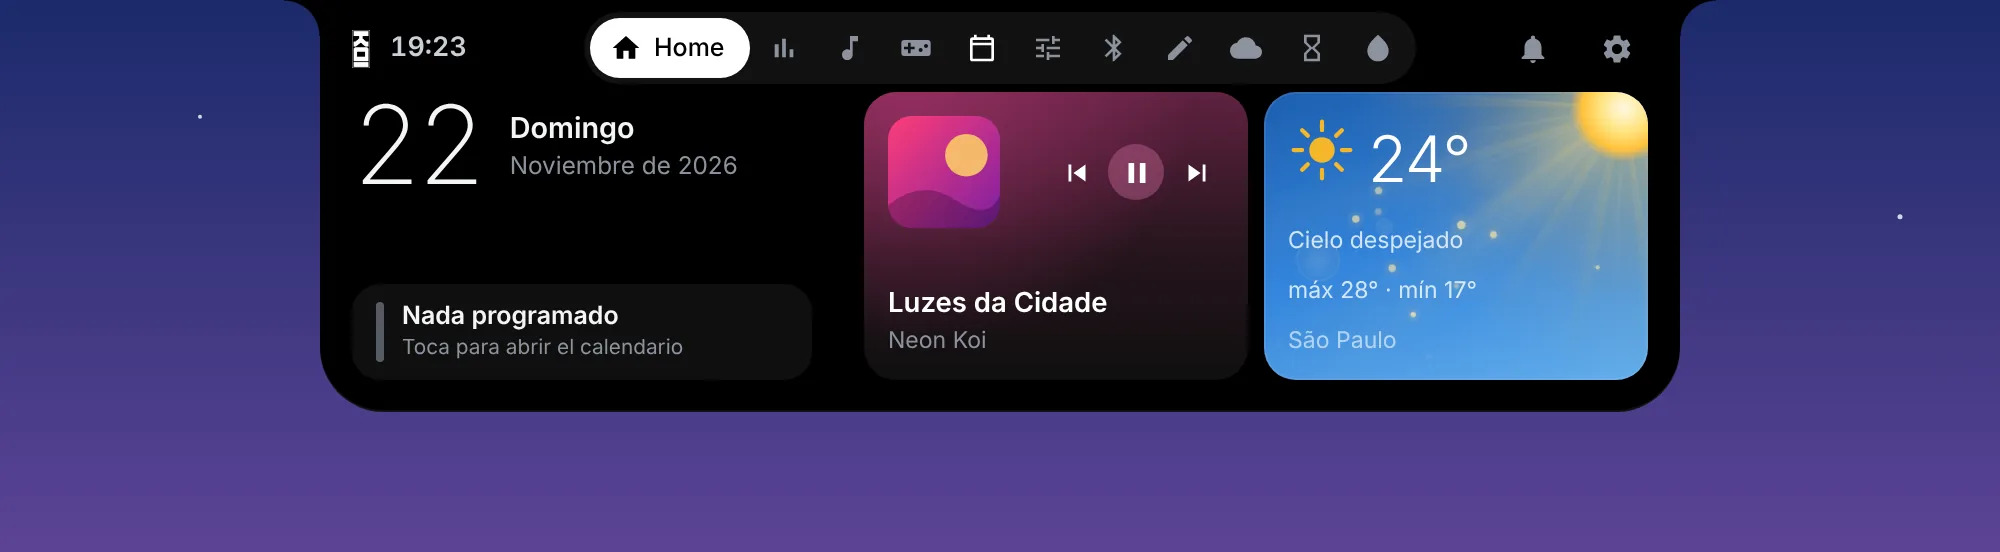 KOI
19:23
Home
22
Domingo
Noviembre de 2026
Nada programado
Toca para abrir el calendario
Luzes da Cidade
Neon Koi
24°
Cielo despejado
máx 28° · mín 17°
São Paulo